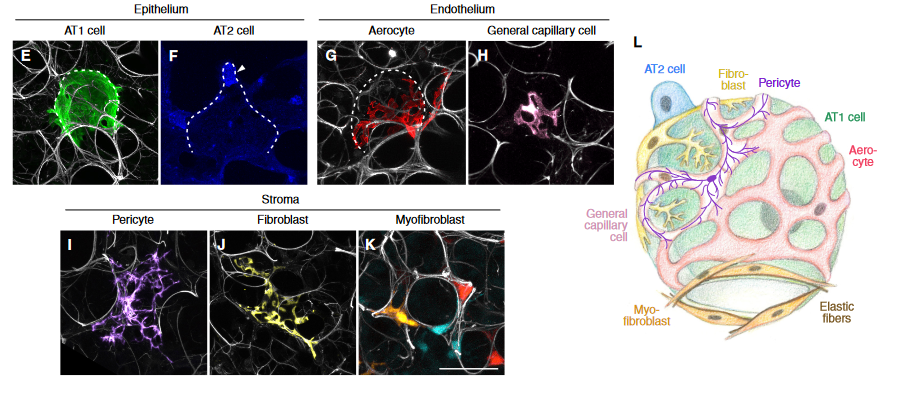 Epithelium
Endothelium
AT1 cell
AT2 cell
Aerocyte
General capillary cell
E
F
G
H
Stroma
Pericyte
Fibroblast
Myofibroblast
I
J
K
L
AT2 cell
Fibro-
blast
Pericyte
AT1 cell
Aero-
cyte
General
capillary
cell
Myo-
fibroblast
Elastic
fibers